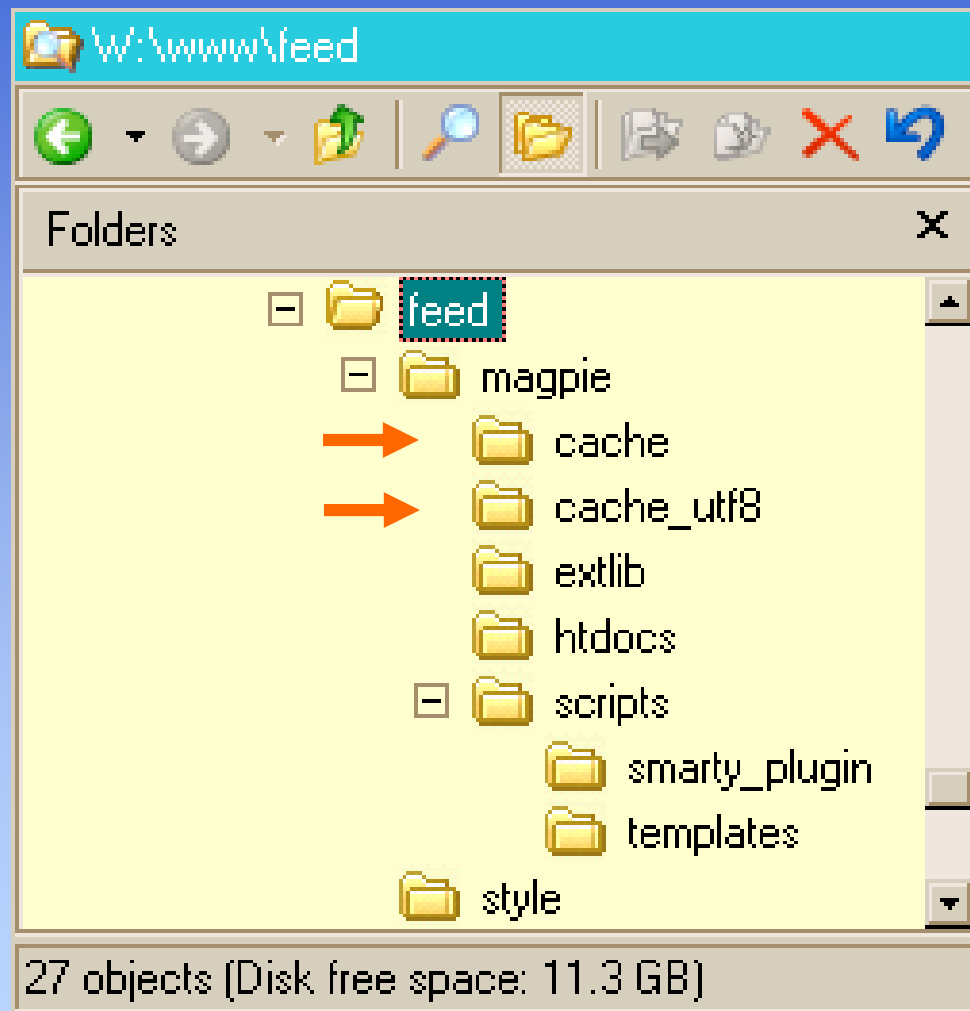 W:\www\feed
Folders
feed
magpie
cache
cache_utf8
extlib
htdocs
scripts
smarty_plugin
templates
style
27 objects (Disk free space: 11.3 GB)